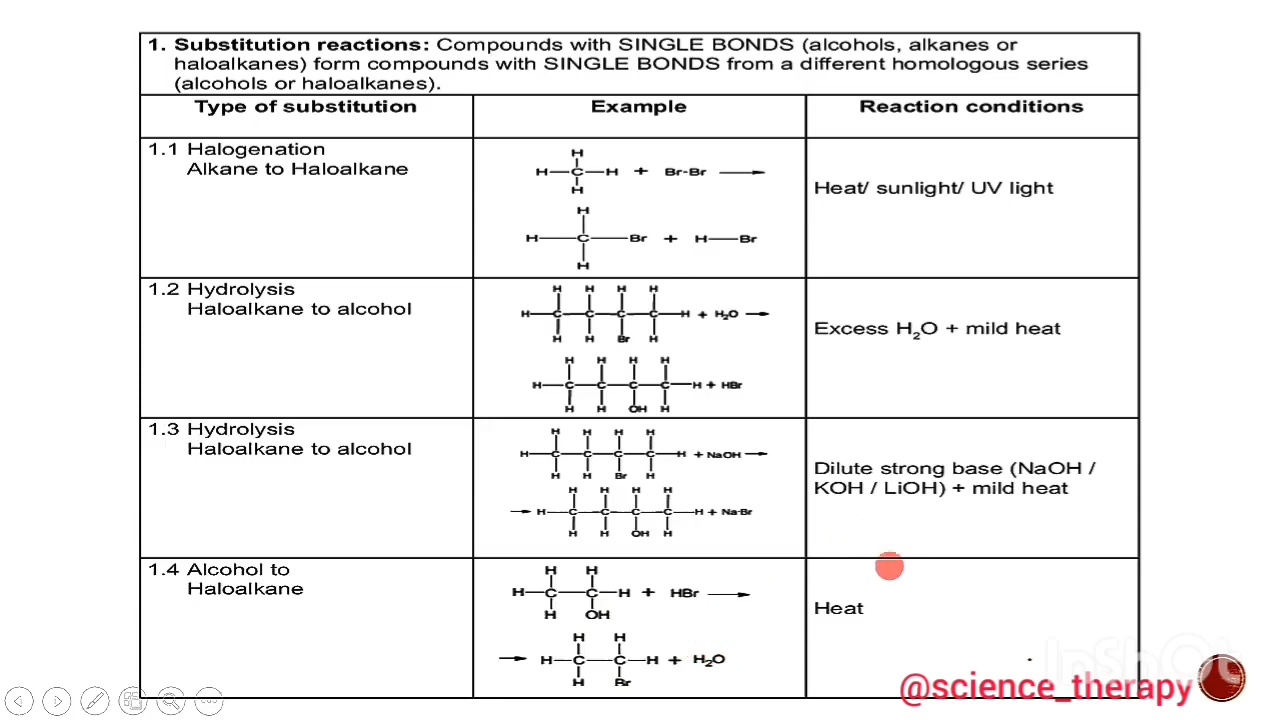 1. Substitution reactions: Compounds with SINGLE BONDS (alcohols, alkanes or
haloalkanes) form compounds with SINGLE BONDS from a different homologous series
(alcohols or haloalkanes).
Type of substitution
Example
Reaction conditions
1.1 Halogenation
Alkane to Haloalkane
H
H—C—H + Br-Br ⟶
H
H
H—C—Br + H—Br
H
Heat/ sunlight/ UV light
1.2 Hydrolysis
Haloalkane to alcohol
H H H H
H—C—C—C—C—H + H₂O ⟶
H H Br H
H H H H
H—C—C—C—C—H + HBr
H H OH H
Excess H₂O + mild heat
1.3 Hydrolysis
Haloalkane to alcohol
H H H H
H—C—C—C—C—H + NaOH ⟶
H H Br H
H H H H
⟶ H—C—C—C—C—H + Na-Br
H H OH H
Dilute strong base (NaOH /
KOH / LiOH) + mild heat
1.4 Alcohol to
Haloalkane
H H
H—C—C—H + HBr ⟶
H OH
H H
⟶ H—C—C—H + H₂O
H Br
Heat
InShOt
@science_therapy